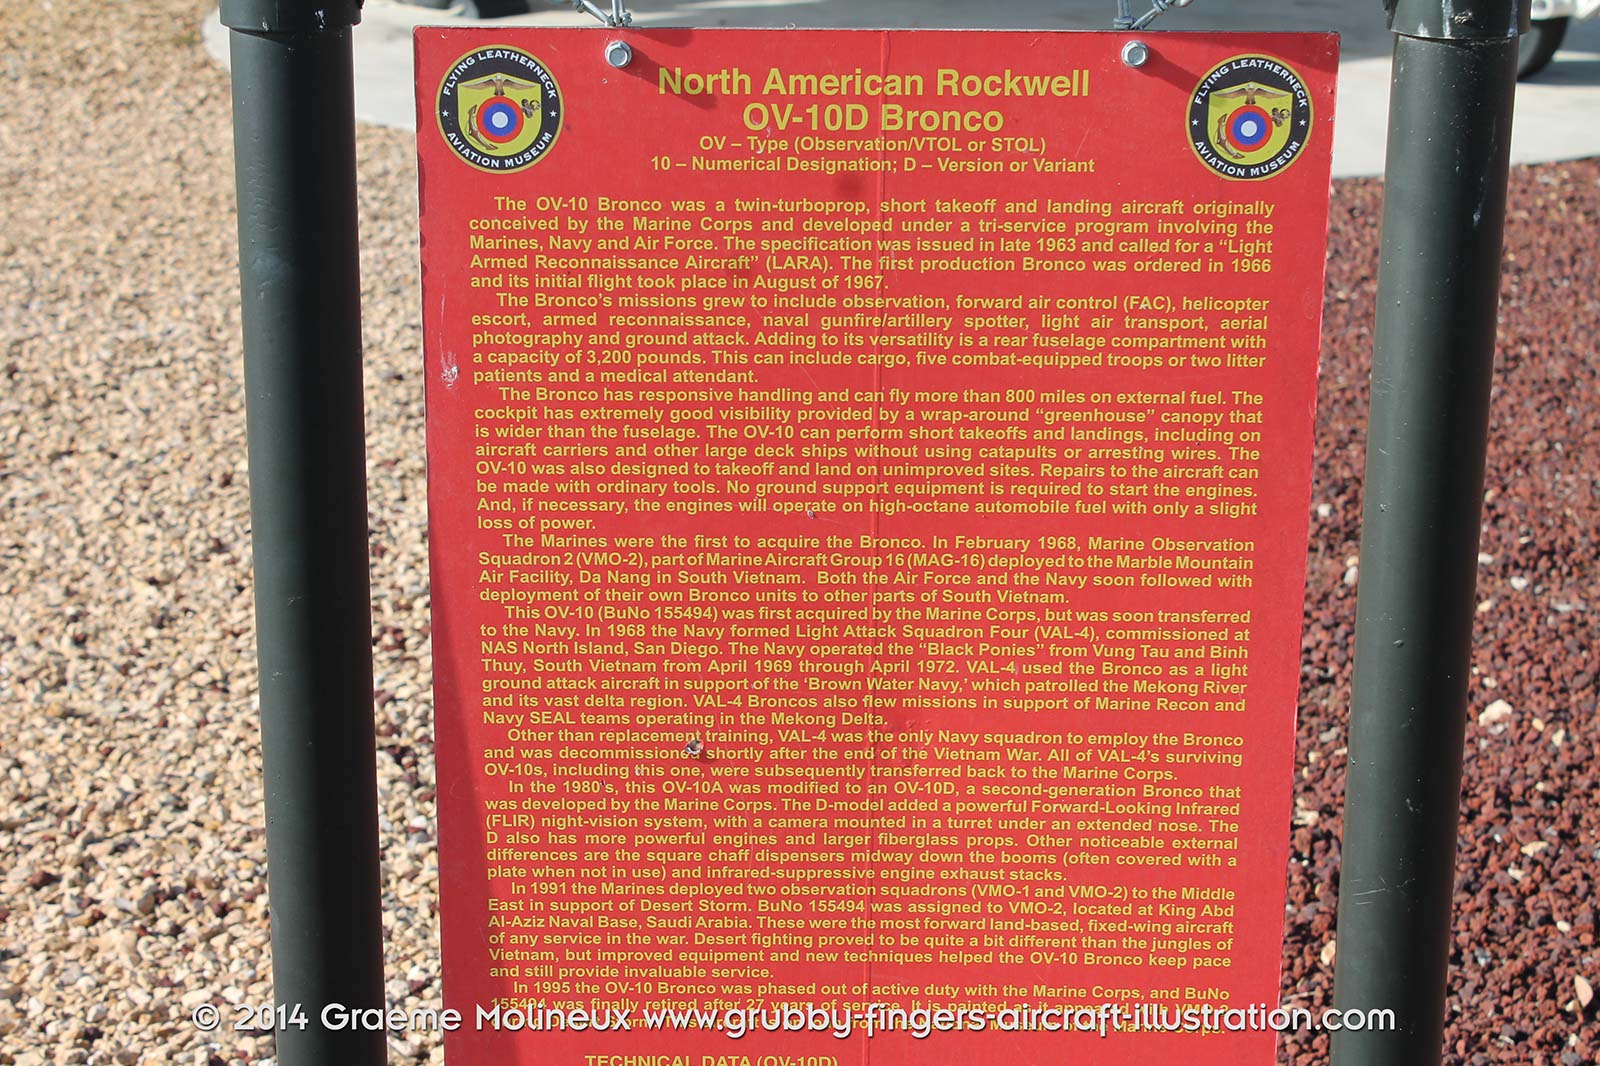 FLYING LEATHERNECK
AVIATION MUSEUM
FLYING LEATHERNECK
AVIATION MUSEUM
North American Rockwell
OV-10D Bronco
OV – Type (Observation/VTOL or STOL)
10 – Numerical Designation; D – Version or Variant
The OV-10 Bronco was a twin-turboprop, short takeoff and landing aircraft originally
conceived by the Marine Corps and developed under a tri-service program involving the
Marines, Navy and Air Force. The specification was issued in late 1963 and called for a “Light
Armed Reconnaissance Aircraft” (LARA). The first production Bronco was ordered in 1966
and its initial flight took place in August of 1967.
The Bronco’s missions grew to include observation, forward air control (FAC), helicopter
escort, armed reconnaissance, naval gunfire/artillery spotter, light air transport, aerial
photography and ground attack. Adding to its versatility is a rear fuselage compartment with
a capacity of 3,200 pounds. This can include cargo, five combat-equipped troops or two litter
patients and a medical attendant.
The Bronco has responsive handling and can fly more than 800 miles on external fuel. The
cockpit has extremely good visibility provided by a wrap-around “greenhouse” canopy that
is wider than the fuselage. The OV-10 can perform short takeoffs and landings, including on
aircraft carriers and other large deck ships without using catapults or arresting wires. The
OV-10 was also designed to takeoff and land on unimproved sites. Repairs to the aircraft can
be made with ordinary tools. No ground support equipment is required to start the engines.
And, if necessary, the engines will operate on high-octane automobile fuel with only a slight
loss of power.
The Marines were the first to acquire the Bronco. In February 1968, Marine Observation
Squadron 2 (VMO-2), part of Marine Aircraft Group 16 (MAG-16) deployed to the Marble Mountain
Air Facility, Da Nang in South Vietnam. Both the Air Force and the Navy soon followed with
deployment of their own Bronco units to other parts of South Vietnam.
This OV-10 (BuNo 155494) was first acquired by the Marine Corps, but was soon transferred
to the Navy. In 1968 the Navy formed Light Attack Squadron Four (VAL-4), commissioned at
NAS North Island, San Diego. The Navy operated the “Black Ponies” from Vung Tau and Binh
Thuy, South Vietnam from April 1969 through April 1972. VAL-4 used the Bronco as a light
ground attack aircraft in support of the ‘Brown Water Navy,’ which patrolled the Mekong River
and its vast delta region. VAL-4 Broncos also flew missions in support of Marine Recon and
Navy SEAL teams operating in the Mekong Delta.
Other than replacement training, VAL-4 was the only Navy squadron to employ the Bronco
and was decommissioned shortly after the end of the Vietnam War. All of VAL-4’s surviving
OV-10s, including this one, were subsequently transferred back to the Marine Corps.
In the 1980’s, this OV-10A was modified to an OV-10D, a second-generation Bronco that
was developed by the Marine Corps. The D-model added a powerful Forward-Looking Infrared
(FLIR) night-vision system, with a camera mounted in a turret under an extended nose. The
D also has more powerful engines and larger fiberglass props. Other noticeable external
differences are the square chaff dispensers midway down the booms (often covered with a
plate when not in use) and infrared-suppressive engine exhaust stacks.
In 1991 the Marines deployed two observation squadrons (VMO-1 and VMO-2) to the Middle
East in support of Desert Storm. BuNo 155494 was assigned to VMO-2, located at King Abd
Al-Aziz Naval Base, Saudi Arabia. These were the most forward land-based, fixed-wing aircraft
of any service in the war. Desert fighting proved to be quite a bit different than the jungles of
Vietnam, but improved equipment and new techniques helped the OV-10 Bronco keep pace
and still provide invaluable service.
In 1995 the OV-10 Bronco was phased out of active duty with the Marine Corps, and BuNo
155494 was finally retired after 27 years of service. It is painted as it appeared with
© 2014 Graeme Molineux www.grubby-fingers-aircraft-illustration.com
TECHNICAL DATA (OV-10D)